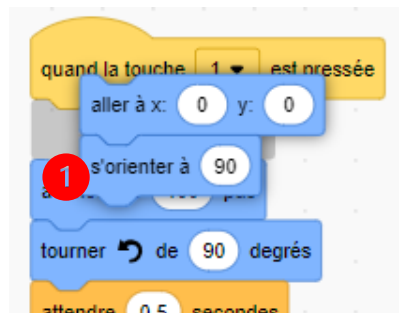 quand la touche 1 est pressée
aller à x: 0 y: 0
s'orienter à 90
1
tourner de 90 degrés
attendre 0.5 secondes